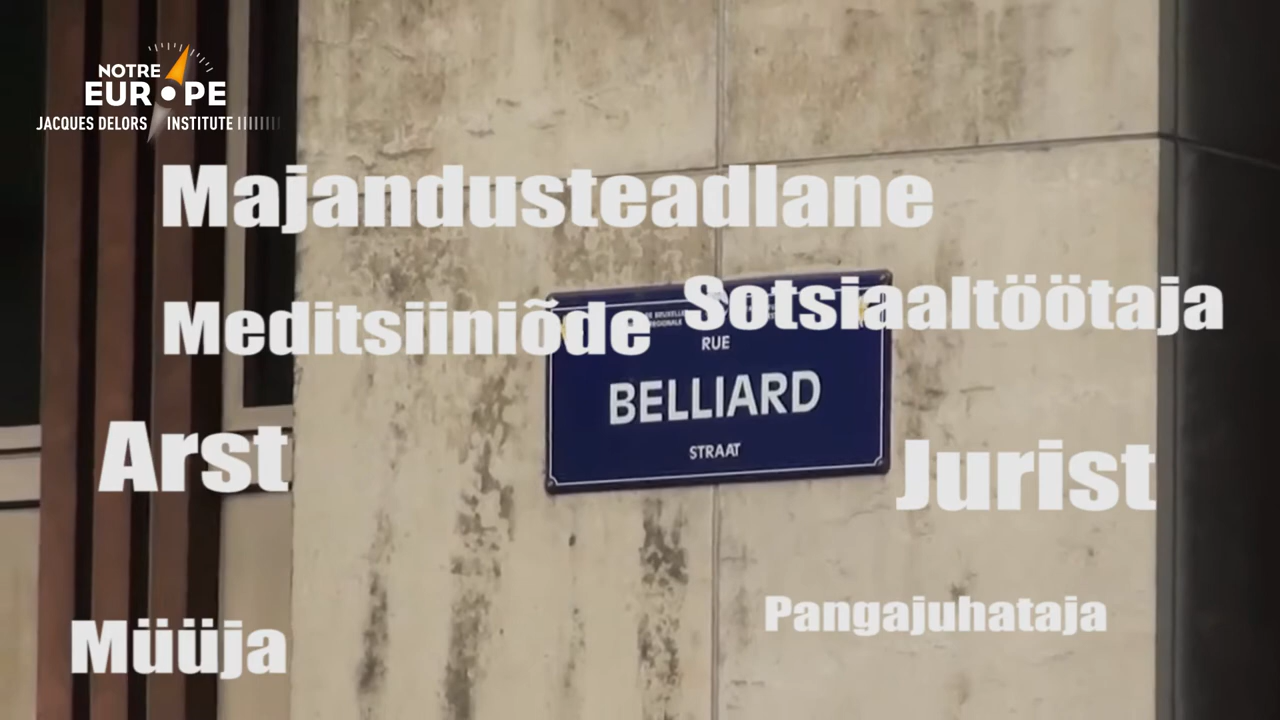 NOTRE
EUROPE
JACQUES DELORS INSTITUTE
Majandusteadlane
Sotsiaaltöötaja
Meditsiiniõde
RUE
BELLIARD
STRAAT
Arst
Jurist
Pangajuhataja
Müüja